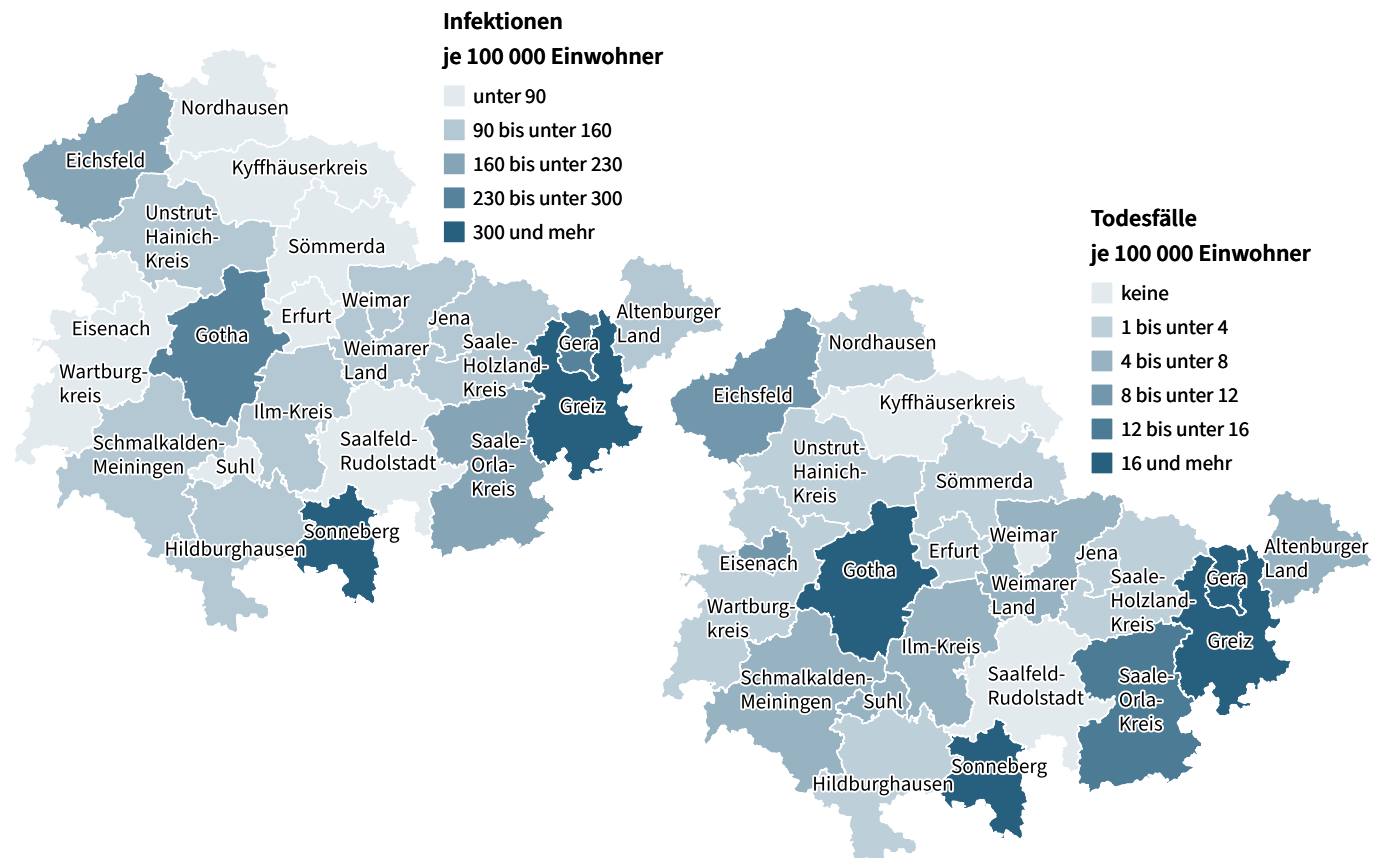 Infektionen
je 100 000 Einwohner
unter 90
90 bis unter 160
160 bis unter 230
230 bis unter 300
300 und mehr
Nordhausen
Eichsfeld
Kyffhäuserkreis
Unstrut-
Hainich-
Kreis
Sömmerda
Eisenach
Gotha
Erfurt
Weimar
Jena
Weimarer
Land
Saale-
Holzland-
Kreis
Gera
Altenburger
Land
Wartburg-
kreis
Ilm-Kreis
Greiz
Schmalkalden-
Meiningen
Suhl
Saalfeld-
Rudolstadt
Saale-
Orla-
Kreis
Sonneberg
Hildburghausen
Todesfälle
je 100 000 Einwohner
keine
1 bis unter 4
4 bis unter 8
8 bis unter 12
12 bis unter 16
16 und mehr
Nordhausen
Eichsfeld
Kyffhäuserkreis
Unstrut-
Hainich-
Kreis
Sömmerda
Eisenach
Gotha
Erfurt
Weimar
Jena
Weimarer
Land
Saale-
Holzland-
Kreis
Gera
Altenburger
Land
Wartburg-
kreis
Ilm-Kreis
Greiz
Schmalkalden-
Meiningen
Suhl
Saalfeld-
Rudolstadt
Saale-
Orla-
Kreis
Sonneberg
Hildburghausen